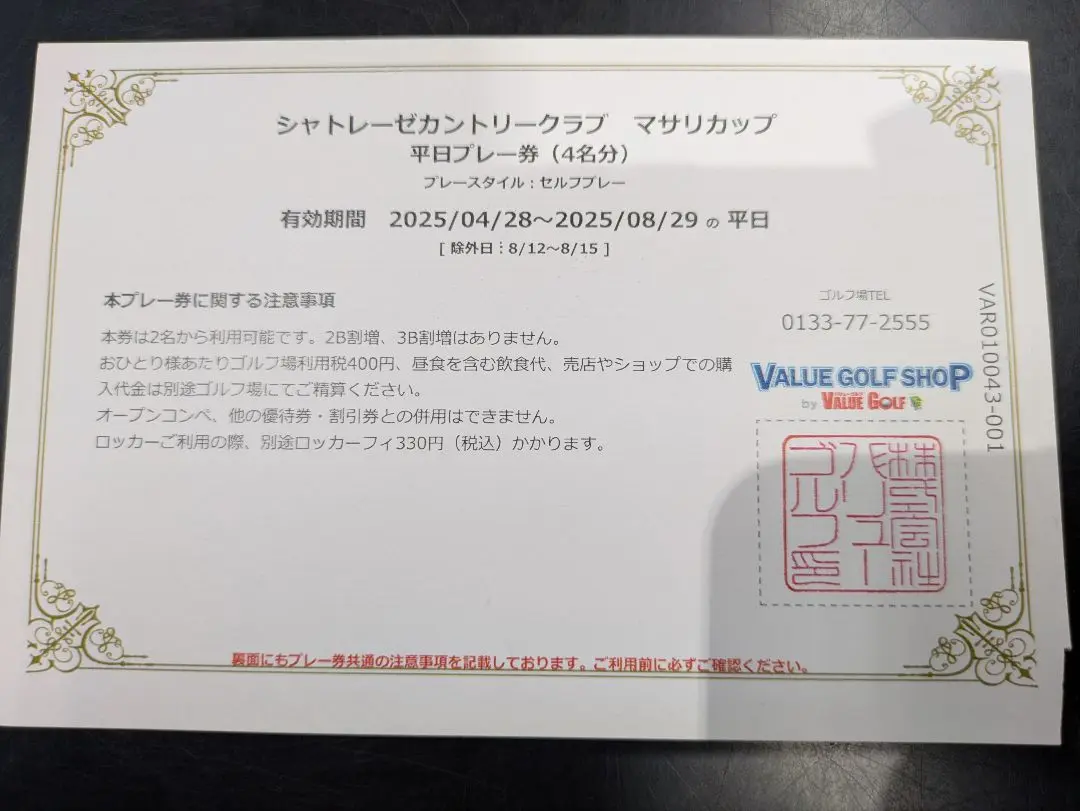 シャトレーゼカントリークラブ　マサリカップ
平日プレー券（4名分）
プレースタイル：セルフプレー
有効期間　2025/04/28～2025/08/29 の 平日
[ 除外日：8/12～8/15 ]
本プレー券に関する注意事項
本券は2名から利用可能です。2B割増、3B割増はありません。
おひとり様あたりゴルフ場利用税400円、昼食を含む飲食代、売店やショップでの購
入代金は別途ゴルフ場にてご精算ください。
オープンコンペ、他の優待券・割引券との併用はできません。
ロッカーご利用の際、別途ロッカーフィ330円（税込）かかります。
ゴルフ場TEL
0133-77-2555
VALUE GOLF SHOP
by VALUE GOLF
株式会社
バリュー
ゴルフ印
VAR010043-001
裏面にもプレー券共通の注意事項を記載しております。ご利用前に必ずご確認ください。